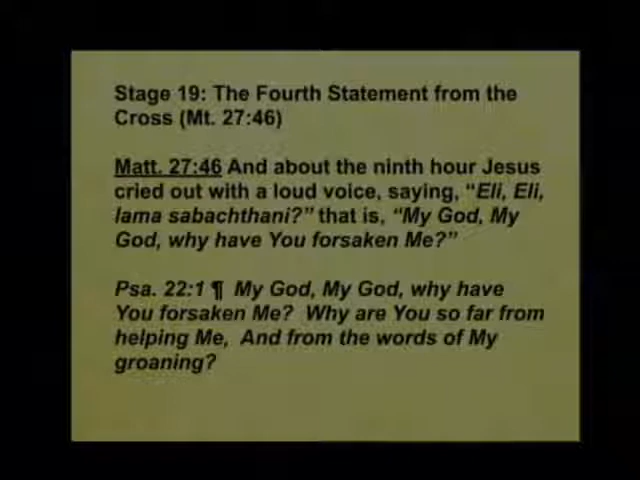 Stage 19: The Fourth Statement from the
Cross (Mt. 27:46)
Matt. 27:46 And about the ninth hour Jesus
cried out with a loud voice, saying, “Eli, Eli,
lama sabachthani?” that is, “My God, My
God, why have You forsaken Me?”
Psa. 22:1 ¶  My God, My God, why have
You forsaken Me?  Why are You so far from
helping Me,  And from the words of My
groaning?